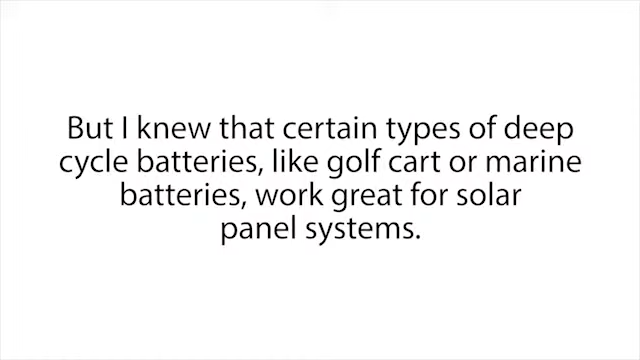 But I knew that certain types of deep
cycle batteries, like golf cart or marine
batteries, work great for solar
panel systems.